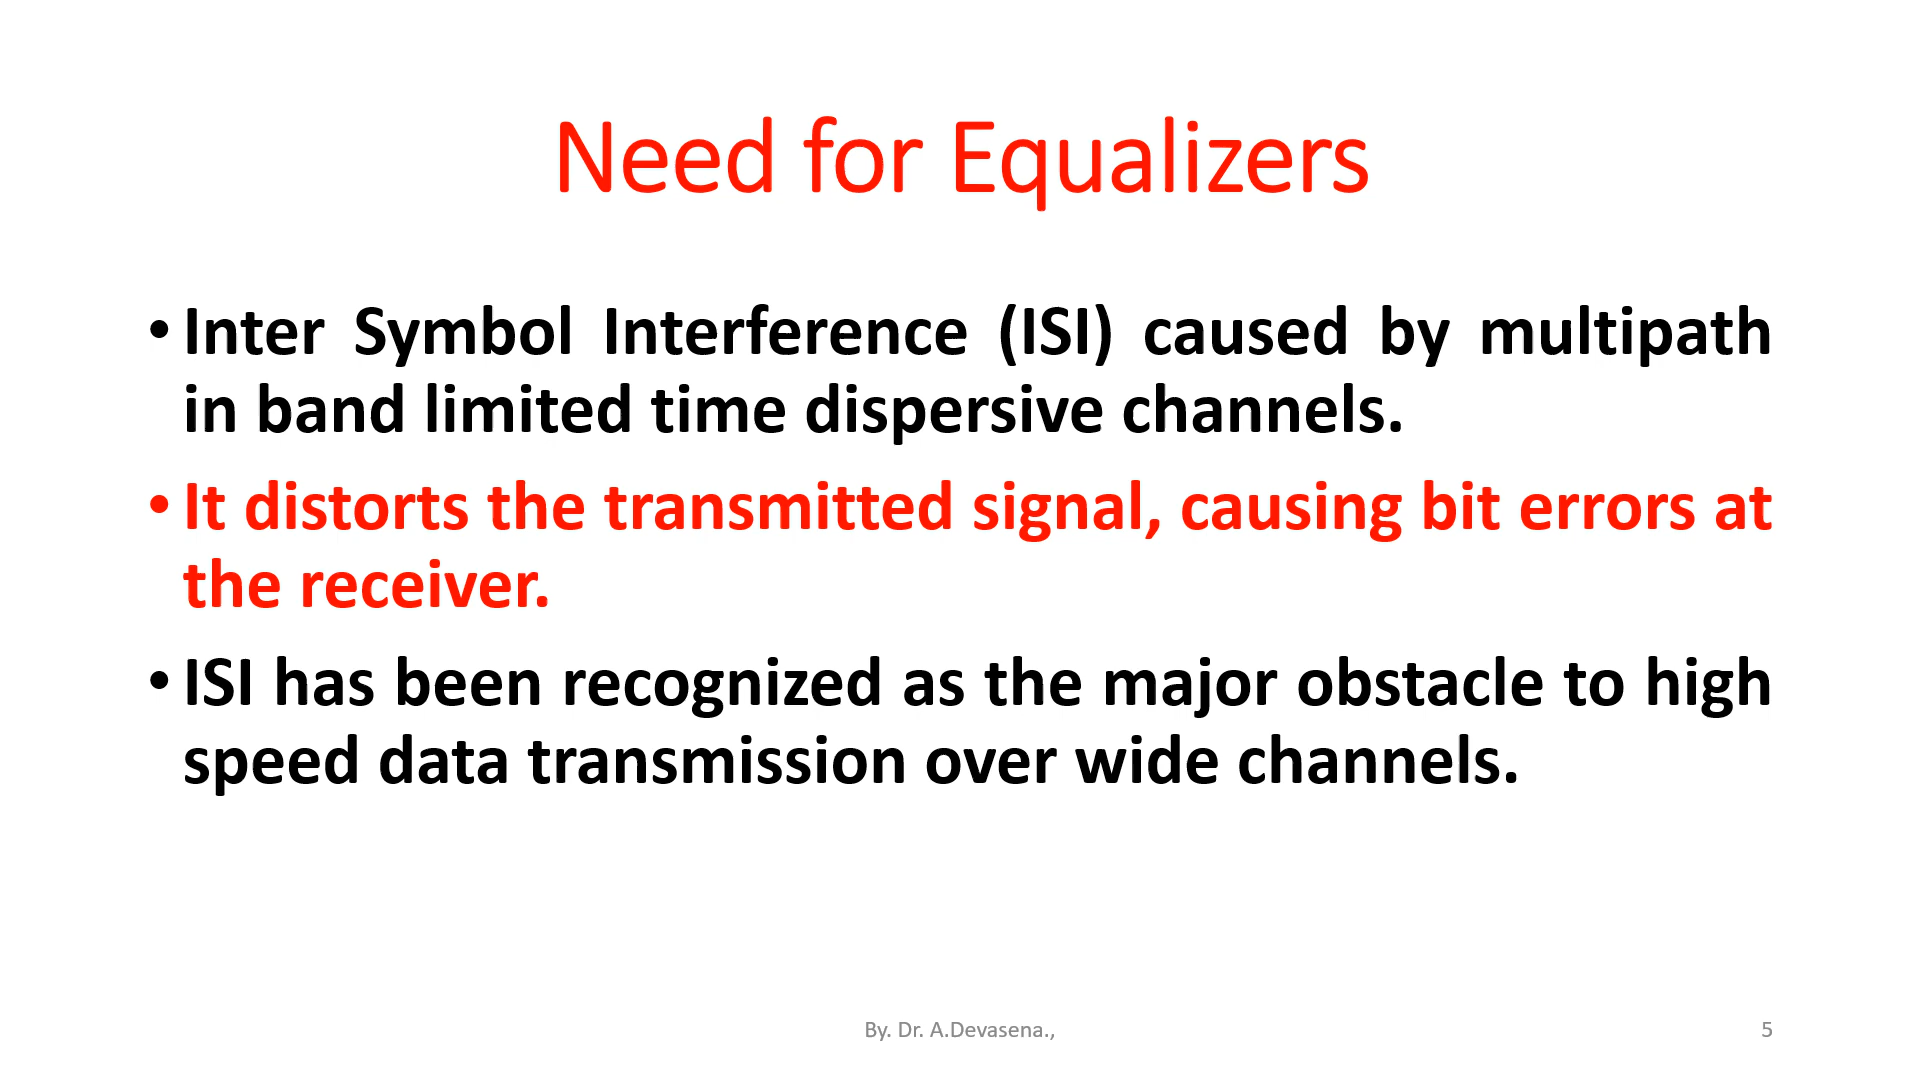 Need for Equalizers
• Inter Symbol Interference (ISI) caused by multipath
in band limited time dispersive channels.
• It distorts the transmitted signal, causing bit errors at
the receiver.
• ISI has been recognized as the major obstacle to high
speed data transmission over wide channels.
By. Dr. A.Devasena.,
5